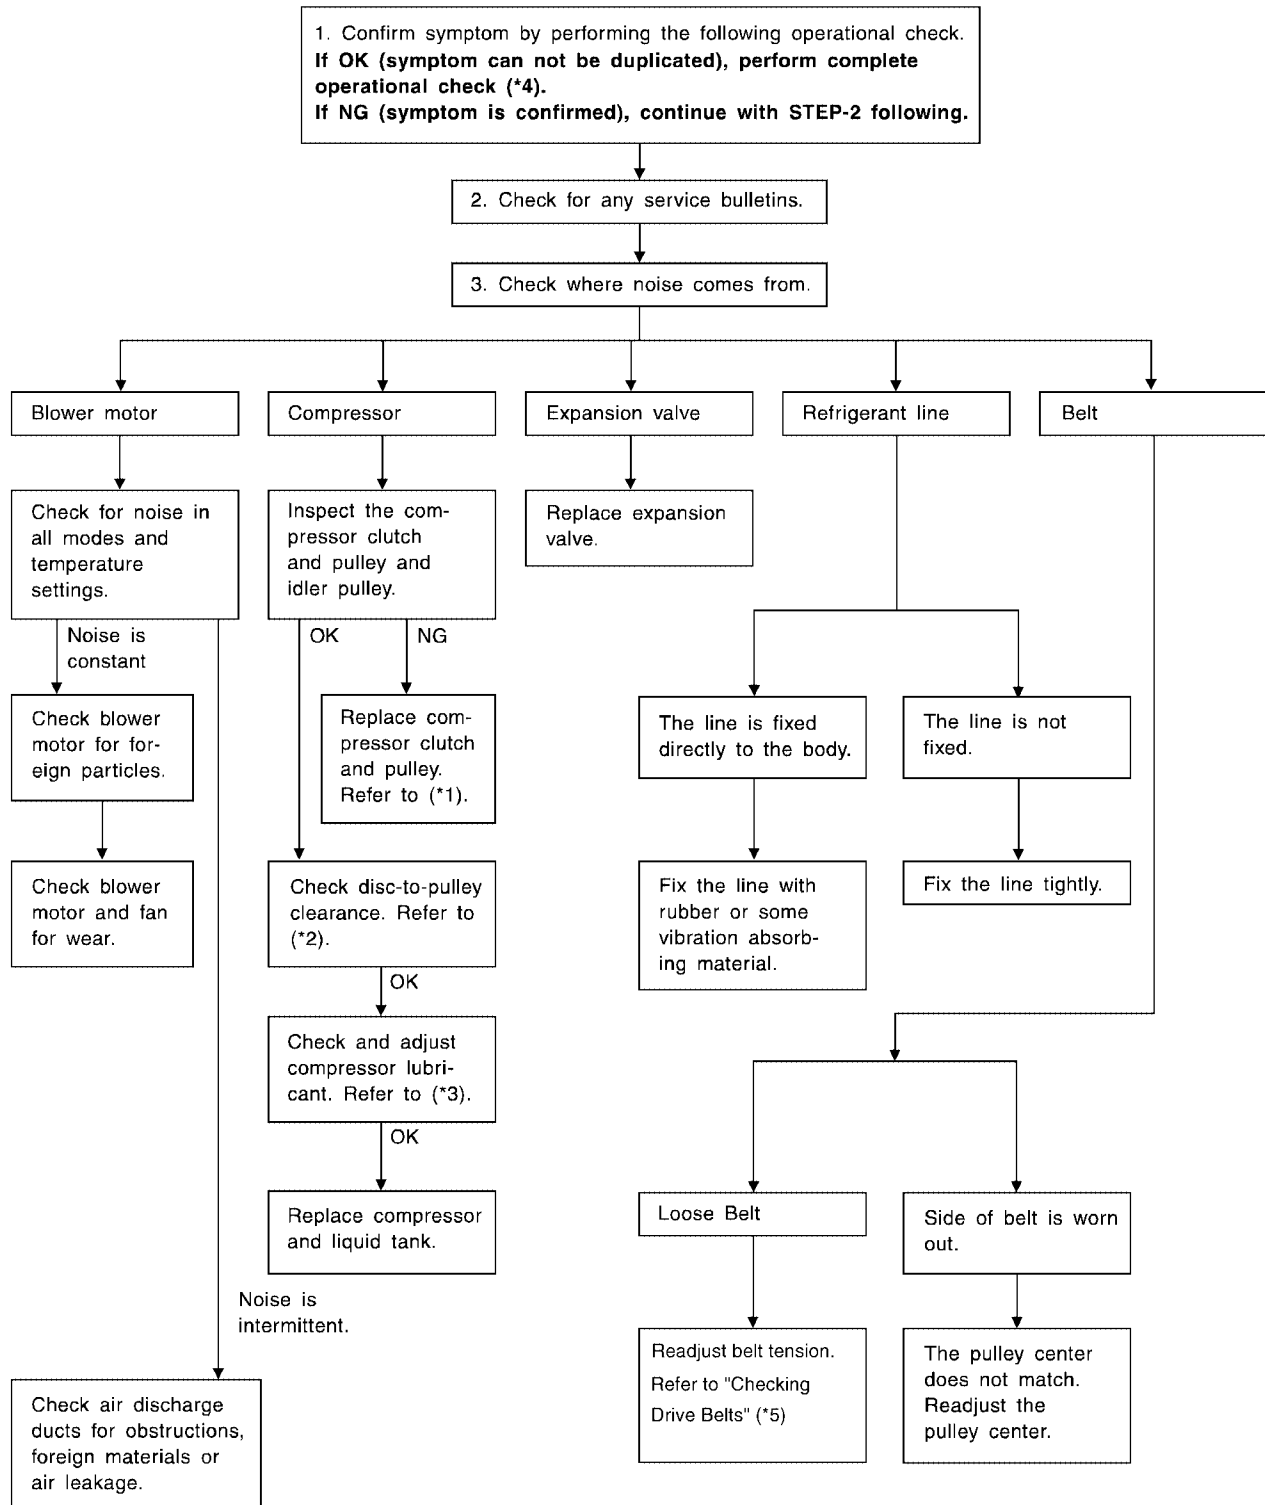 1. Confirm symptom by performing the following operational check.
If OK (symptom can not be duplicated), perform complete
operational check (*4).
If NG (symptom is confirmed), continue with STEP-2 following.
2. Check for any service bulletins.
3. Check where noise comes from.
Blower motor
Compressor
Expansion valve
Refrigerant line
Belt
Check for noise in
all modes and
temperature
settings.
Inspect the com-
pressor clutch
and pulley and
idler pulley.
Replace expansion
valve.
Noise is
constant
OK
NG
Check blower
motor for for-
eign particles.
Replace com-
pressor clutch
and pulley.
Refer to (*1).
The line is fixed
directly to the body.
The line is not
fixed.
Check blower
motor and fan
for wear.
Check disc-to-pulley
clearance. Refer to
(*2).
Fix the line with
rubber or some
vibration absorb-
ing material.
Fix the line tightly.
OK
Check and adjust
compressor lubri-
cant. Refer to (*3).
OK
Replace compressor
and liquid tank.
Loose Belt
Side of belt is worn
out.
Noise is
intermittent.
Readjust belt tension.
Refer to "Checking
Drive Belts" (*5)
The pulley center
does not match.
Readjust the
pulley center.
Check air discharge
ducts for obstructions,
foreign materials or
air leakage.